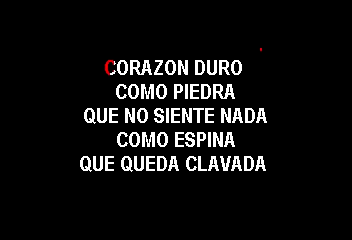 CORAZON DURO
COMO PIEDRA
QUE NO SIENTE NADA
COMO ESPINA
QUE QUEDA CLAVADA